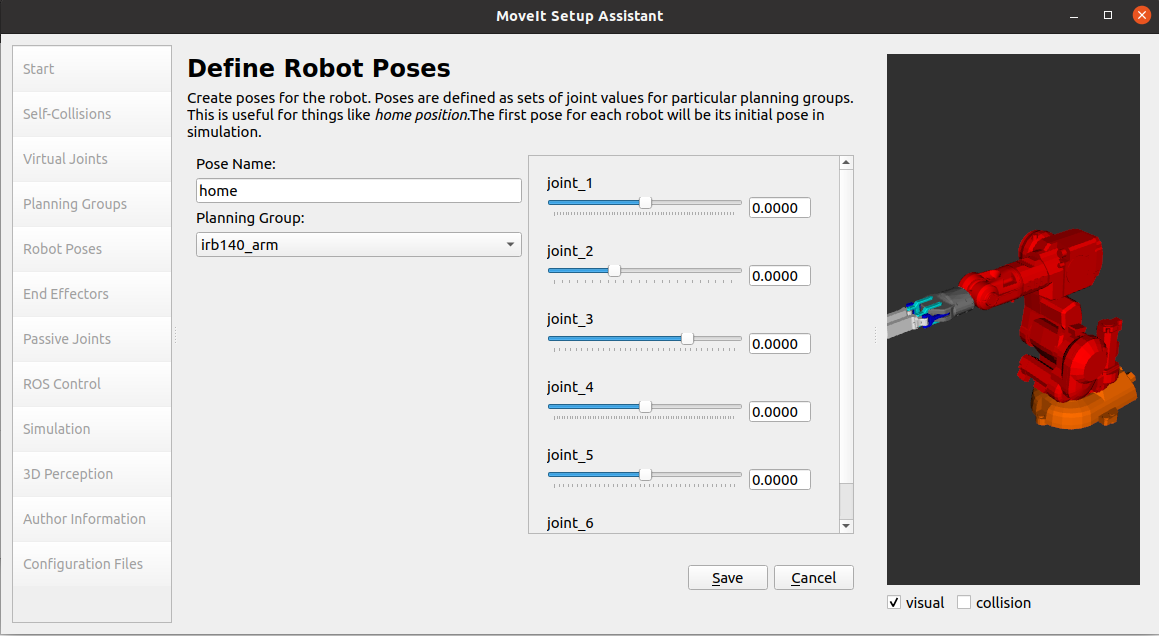 MoveIt Setup Assistant
Start
Self-Collisions
Virtual Joints
Planning Groups
Robot Poses
End Effectors
Passive Joints
ROS Control
Simulation
3D Perception
Author Information
Configuration Files
Define Robot Poses
Create poses for the robot. Poses are defined as sets of joint values for particular planning groups.
This is useful for things like home position.The first pose for each robot will be its initial pose in
simulation.
Pose Name:
home
Planning Group:
irb140_arm
joint_1
0.0000
joint_2
0.0000
joint_3
0.0000
joint_4
0.0000
joint_5
0.0000
joint_6
Save
Cancel
visual
collision